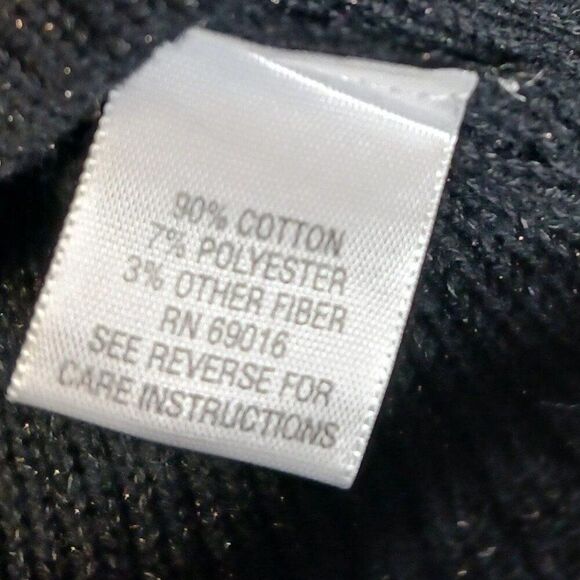 90% COTTON
7% POLYESTER
3% OTHER FIBER
RN 69016
SEE REVERSE FOR
CARE INSTRUCTIONS